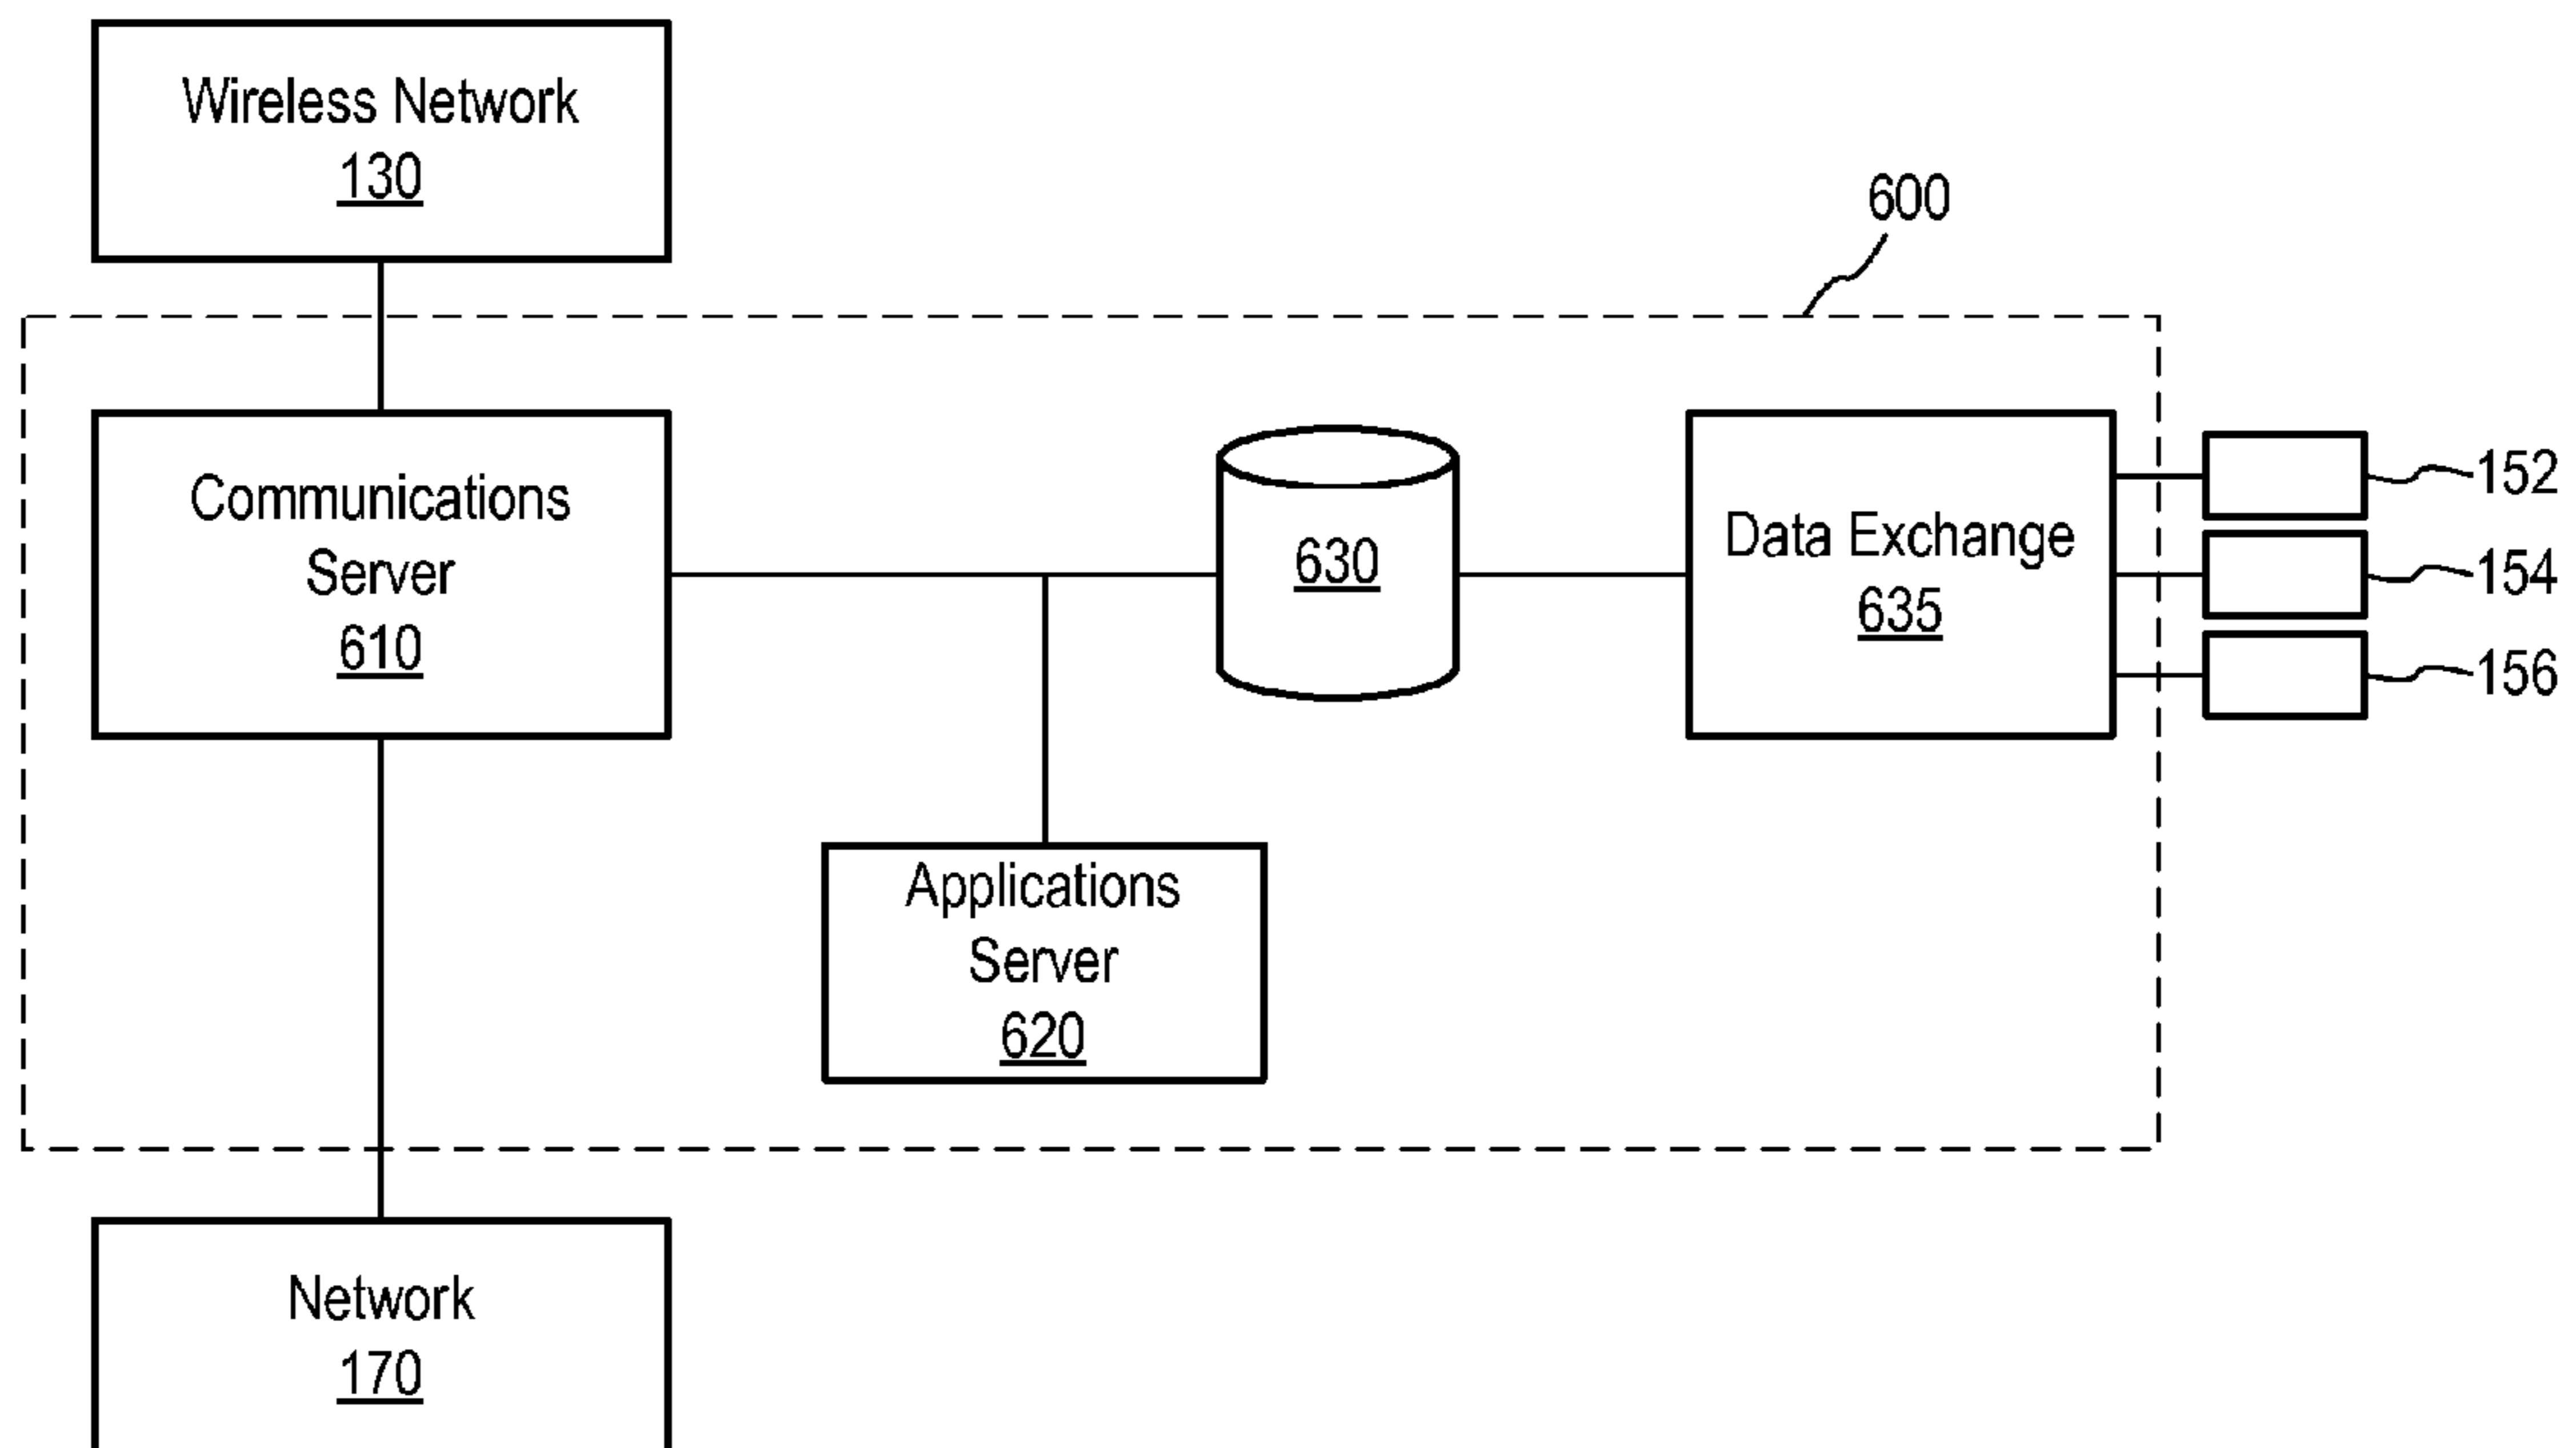 Wireless Network
130
600
Communications
Server
610
630
Data Exchange
635
152
154
156
Applications
Server
620
Network
170